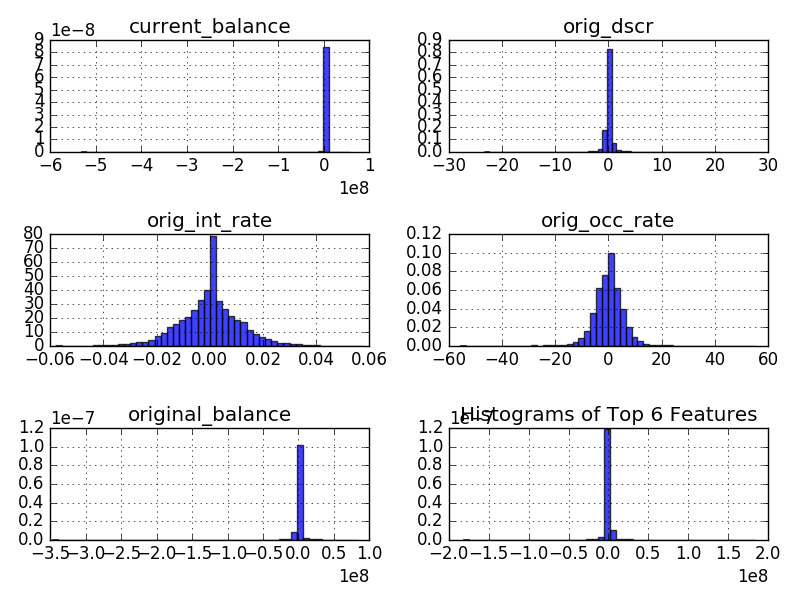 1e−8
current_balance
9
8
7
6
5
4
3
2
1
0
−6 −5 −4 −3 −2 −1 0 1
1e8
orig_dscr
0.9
0.8
0.7
0.6
0.5
0.4
0.3
0.2
0.1
0.0
−30 −20 −10 0 10 20 30
orig_int_rate
80
70
60
50
40
30
20
10
0
−0.06 −0.04 −0.02 0.00 0.02 0.04 0.06
orig_occ_rate
0.12
0.10
0.08
0.06
0.04
0.02
0.00
−60 −40 −20 0 20 40 60
1e−7
original_balance
1.2
1.0
0.8
0.6
0.4
0.2
0.0
−3.5 −3.0 −2.5 −2.0 −1.5 −1.0 −0.5 0.0 0.5 1.0
1e8
1e−7
Histograms of Top 6 Features
1.2
1.0
0.8
0.6
0.4
0.2
0.0
−2.0 −1.5 −1.0 −0.5 0.0 0.5 1.0 1.5 2.0
1e8